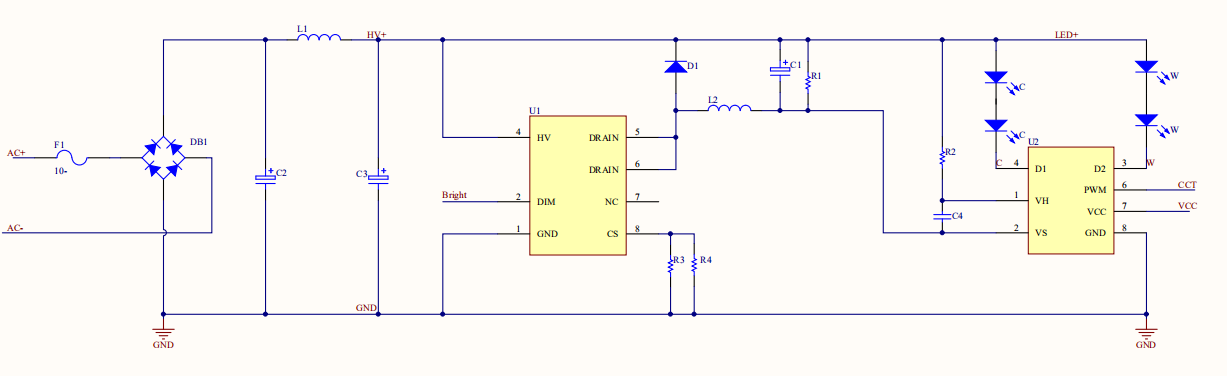 L1
HV+
LED+
D1
C1
R1
C
W
L2
U1
F1
10-
DB1
AC+
4 HV DRAIN 5
C
W
U2
R2
C 4 D1 D2 3 W
C2
C3
DRAIN 6
PWM 6 CCT
Bright 2 DIM NC 7
1 VH VCC 7 VCC
C4
AC-
1 GND CS 8
2 VS GND 8
R3 R4
GND
GND
GND